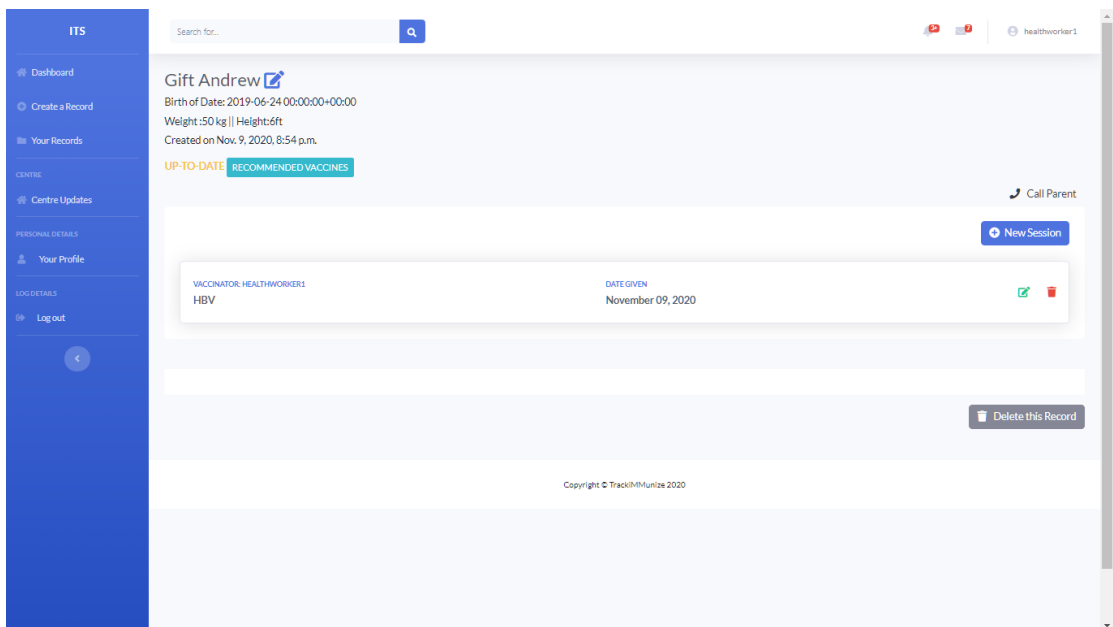 ITS
Search for...
3+
7
healthworker1
Dashboard
Create a Record
Your Records
CENTRE
Centre Updates
PERSONAL DETAILS
Your Profile
LOG DETAILS
Log out
Gift Andrew
Birth of Date: 2019-06-24 00:00:00+00:00
Weight :50 kg || Height:6ft
Created on Nov. 9, 2020, 8:54 p.m.
UP-TO-DATE RECOMMENDED VACCINES
Call Parent
New Session
VACCINATOR: HEALTHWORKER1
HBV
DATE GIVEN
November 09, 2020
Delete this Record
Copyright © TrackiMMunize 2020